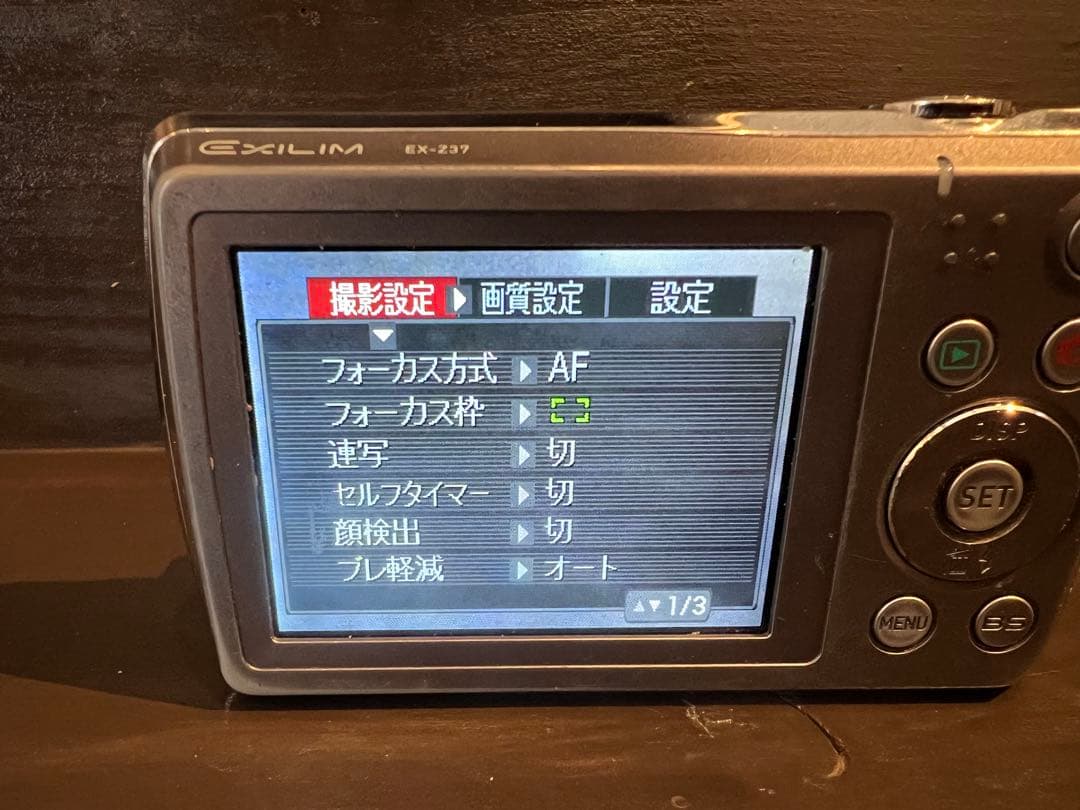 EXILIM EX-Z37
撮影設定 画質設定 設定
フォーカス方式 AF
フォーカス枠
連写 切
セルフタイマー 切
顔検出 切
ブレ軽減 オート
1/3
DISP
SET
MENU
BS